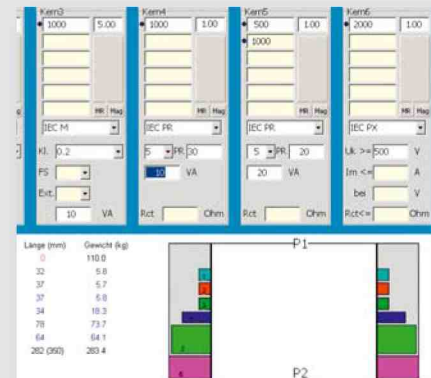 Kern3 Kern4 Kern5 Kern6
1000 5.00 1000 1.00 500 1.00 2000 1.00
1000
MR Mag MR Mag MR Mag MR Mag
IEC M IEC PR IEC PR IEC PX
Kl. 0.2 5 PR 30 5 PR 20 Uk >= 500 V
FS 10 VA 20 VA Im <= A
Ext. bei V
10 VA Rct Ohm Rct Ohm Rct<= Ohm
Länge (mm) Gewicht (kg)
0 110.0
32 5.8
37 5.7
37 6.8
34 18.3
78 73.7
64 64.1
282 (350) 283.4
P1
P2